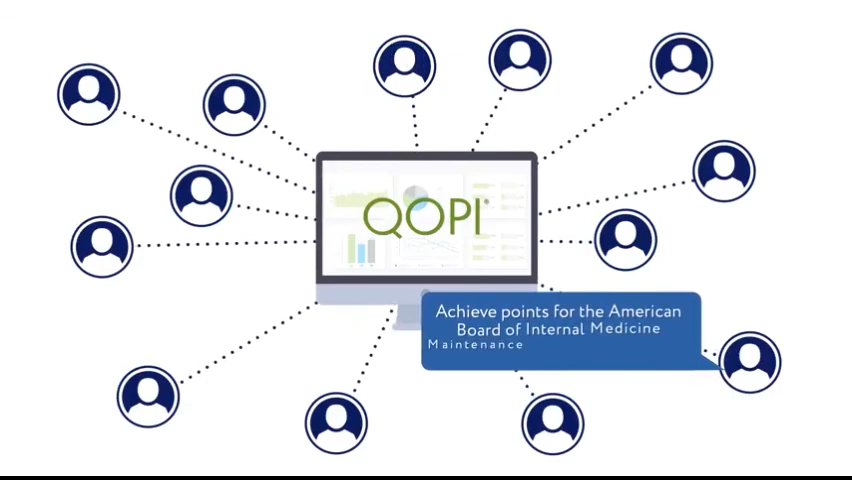 QOPI®
Achieve points for the American
Board of Internal Medicine
Maintenance